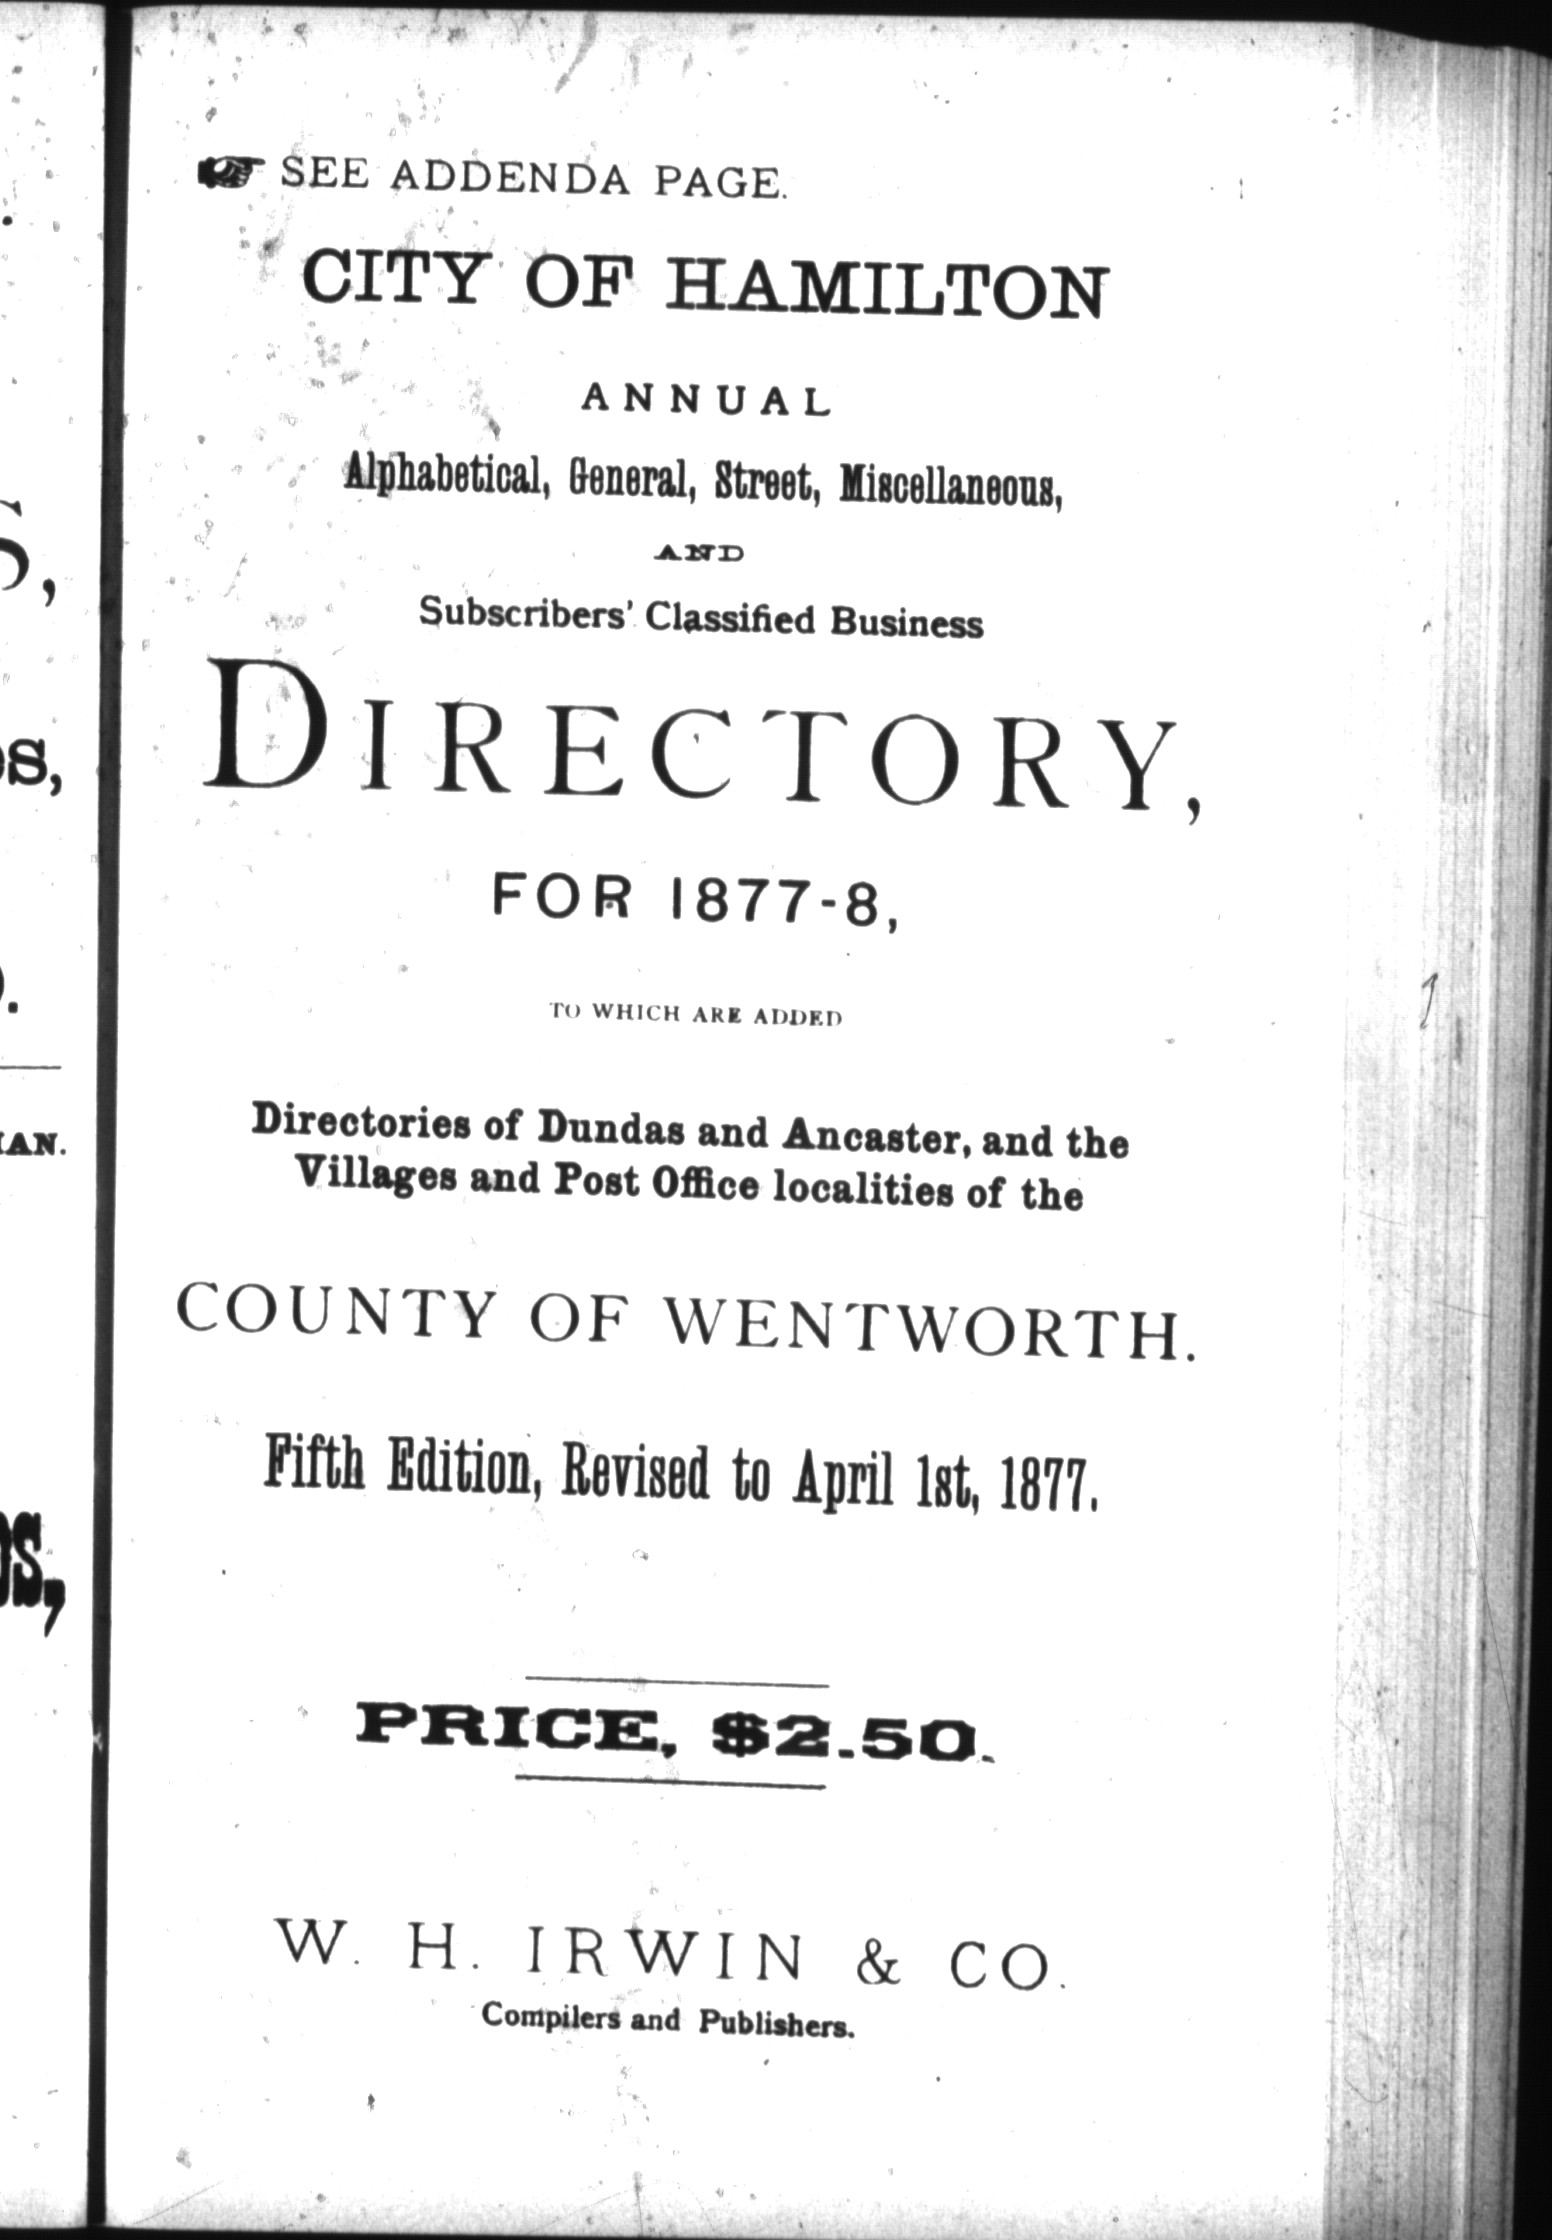 ☞ SEE ADDENDA PAGE.
CITY OF HAMILTON
ANNUAL
Alphabetical, General, Street, Miscellaneous,
AND
Subscribers' Classified Business
DIRECTORY,
FOR 1877-8,
TO WHICH ARE ADDED
Directories of Dundas and Ancaster, and the
Villages and Post Office localities of the
COUNTY OF WENTWORTH.
Fifth Edition, Revised to April 1st, 1877.
PRICE, $2.50.
W. H. IRWIN & CO.
Compilers and Publishers.